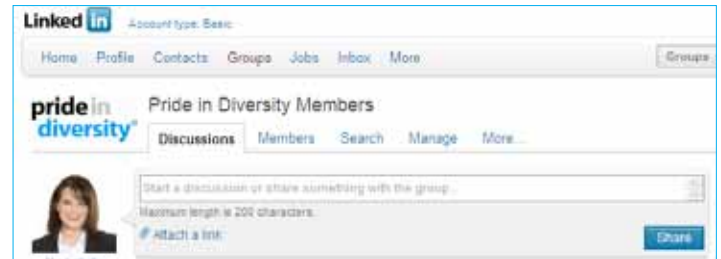 Linked in Account type: Basic
Home Profile Contacts Groups Jobs Inbox More Groups
pride in diversity
Pride in Diversity Members
Discussions Members Search Manage More...
Start a discussion or share something with the group...
Maximum length is 200 characters.
Attach a link
Share